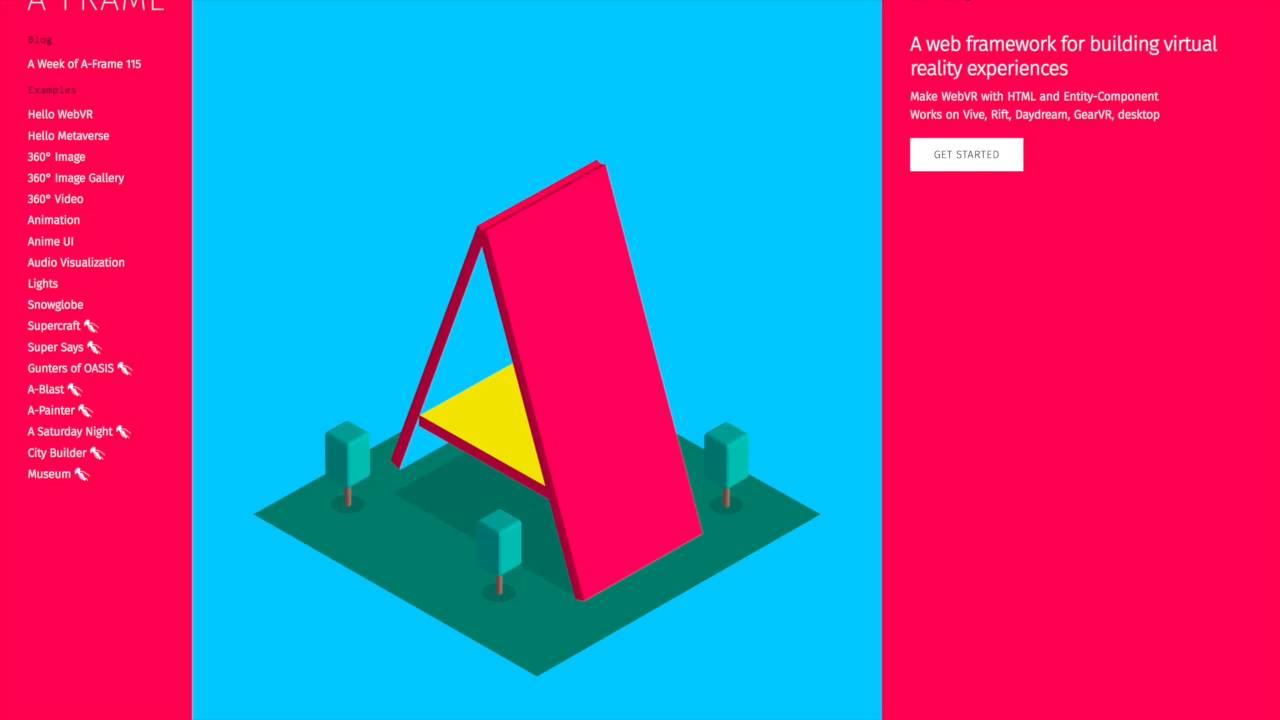 A-FRAME
Blog
A Week of A-Frame 115
Examples
Hello WebVR
Hello Metaverse
360° Image
360° Image Gallery
360° Video
Animation
Anime UI
Audio Visualization
Lights
Snowglobe
Supercraft
Super Says
Gunters of OASIS
A-Blast
A-Painter
A Saturday Night
City Builder
Museum
A web framework for building virtual
reality experiences
Make WebVR with HTML and Entity-Component
Works on Vive, Rift, Daydream, GearVR, desktop
GET STARTED